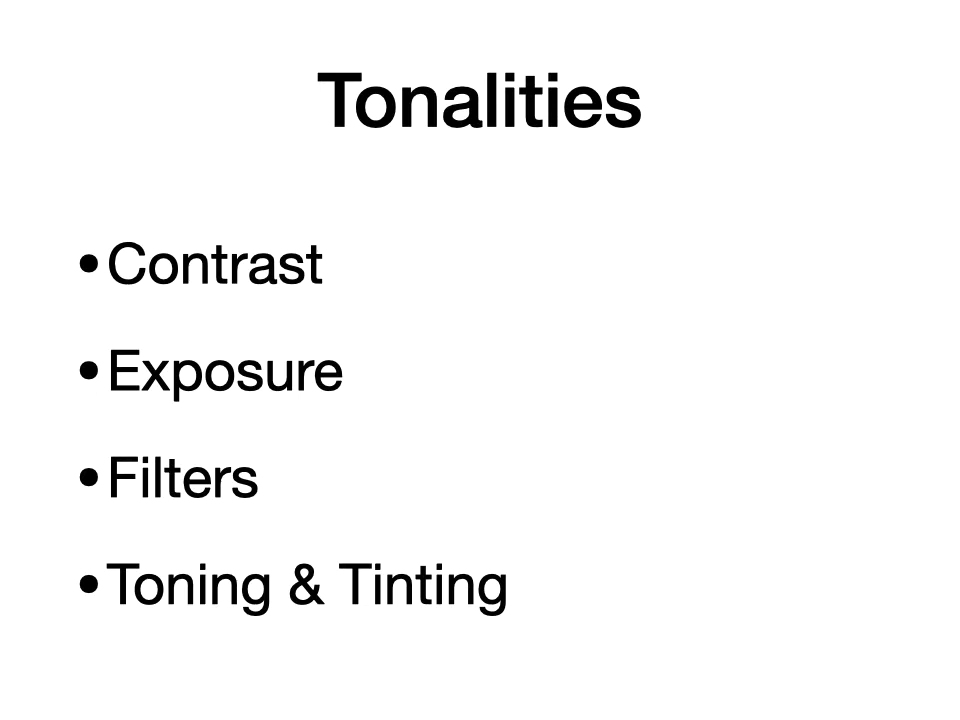 Tonalities
•Contrast
•Exposure
•Filters
•Toning & Tinting